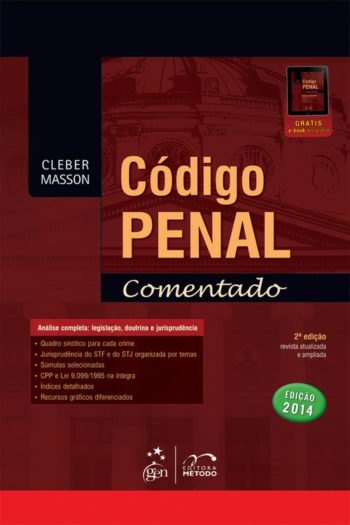 Código
PENAL
GRÁTIS
CLEBER
MASSON
Código
PENAL
Comentado
Análise completa: legislação, doutrina e jurisprudência
• Quadro sinótico para cada crime
• Jurisprudência do STF e do STJ organizada por temas
• Súmulas selecionadas
• CPP e Lei 9.099/1995 na íntegra
• Índices detalhados
• Recursos gráficos diferenciados
2ª edição
revista atualizada
e ampliada
EDIÇÃO
2014
gen
EDITORA
MÉTODO